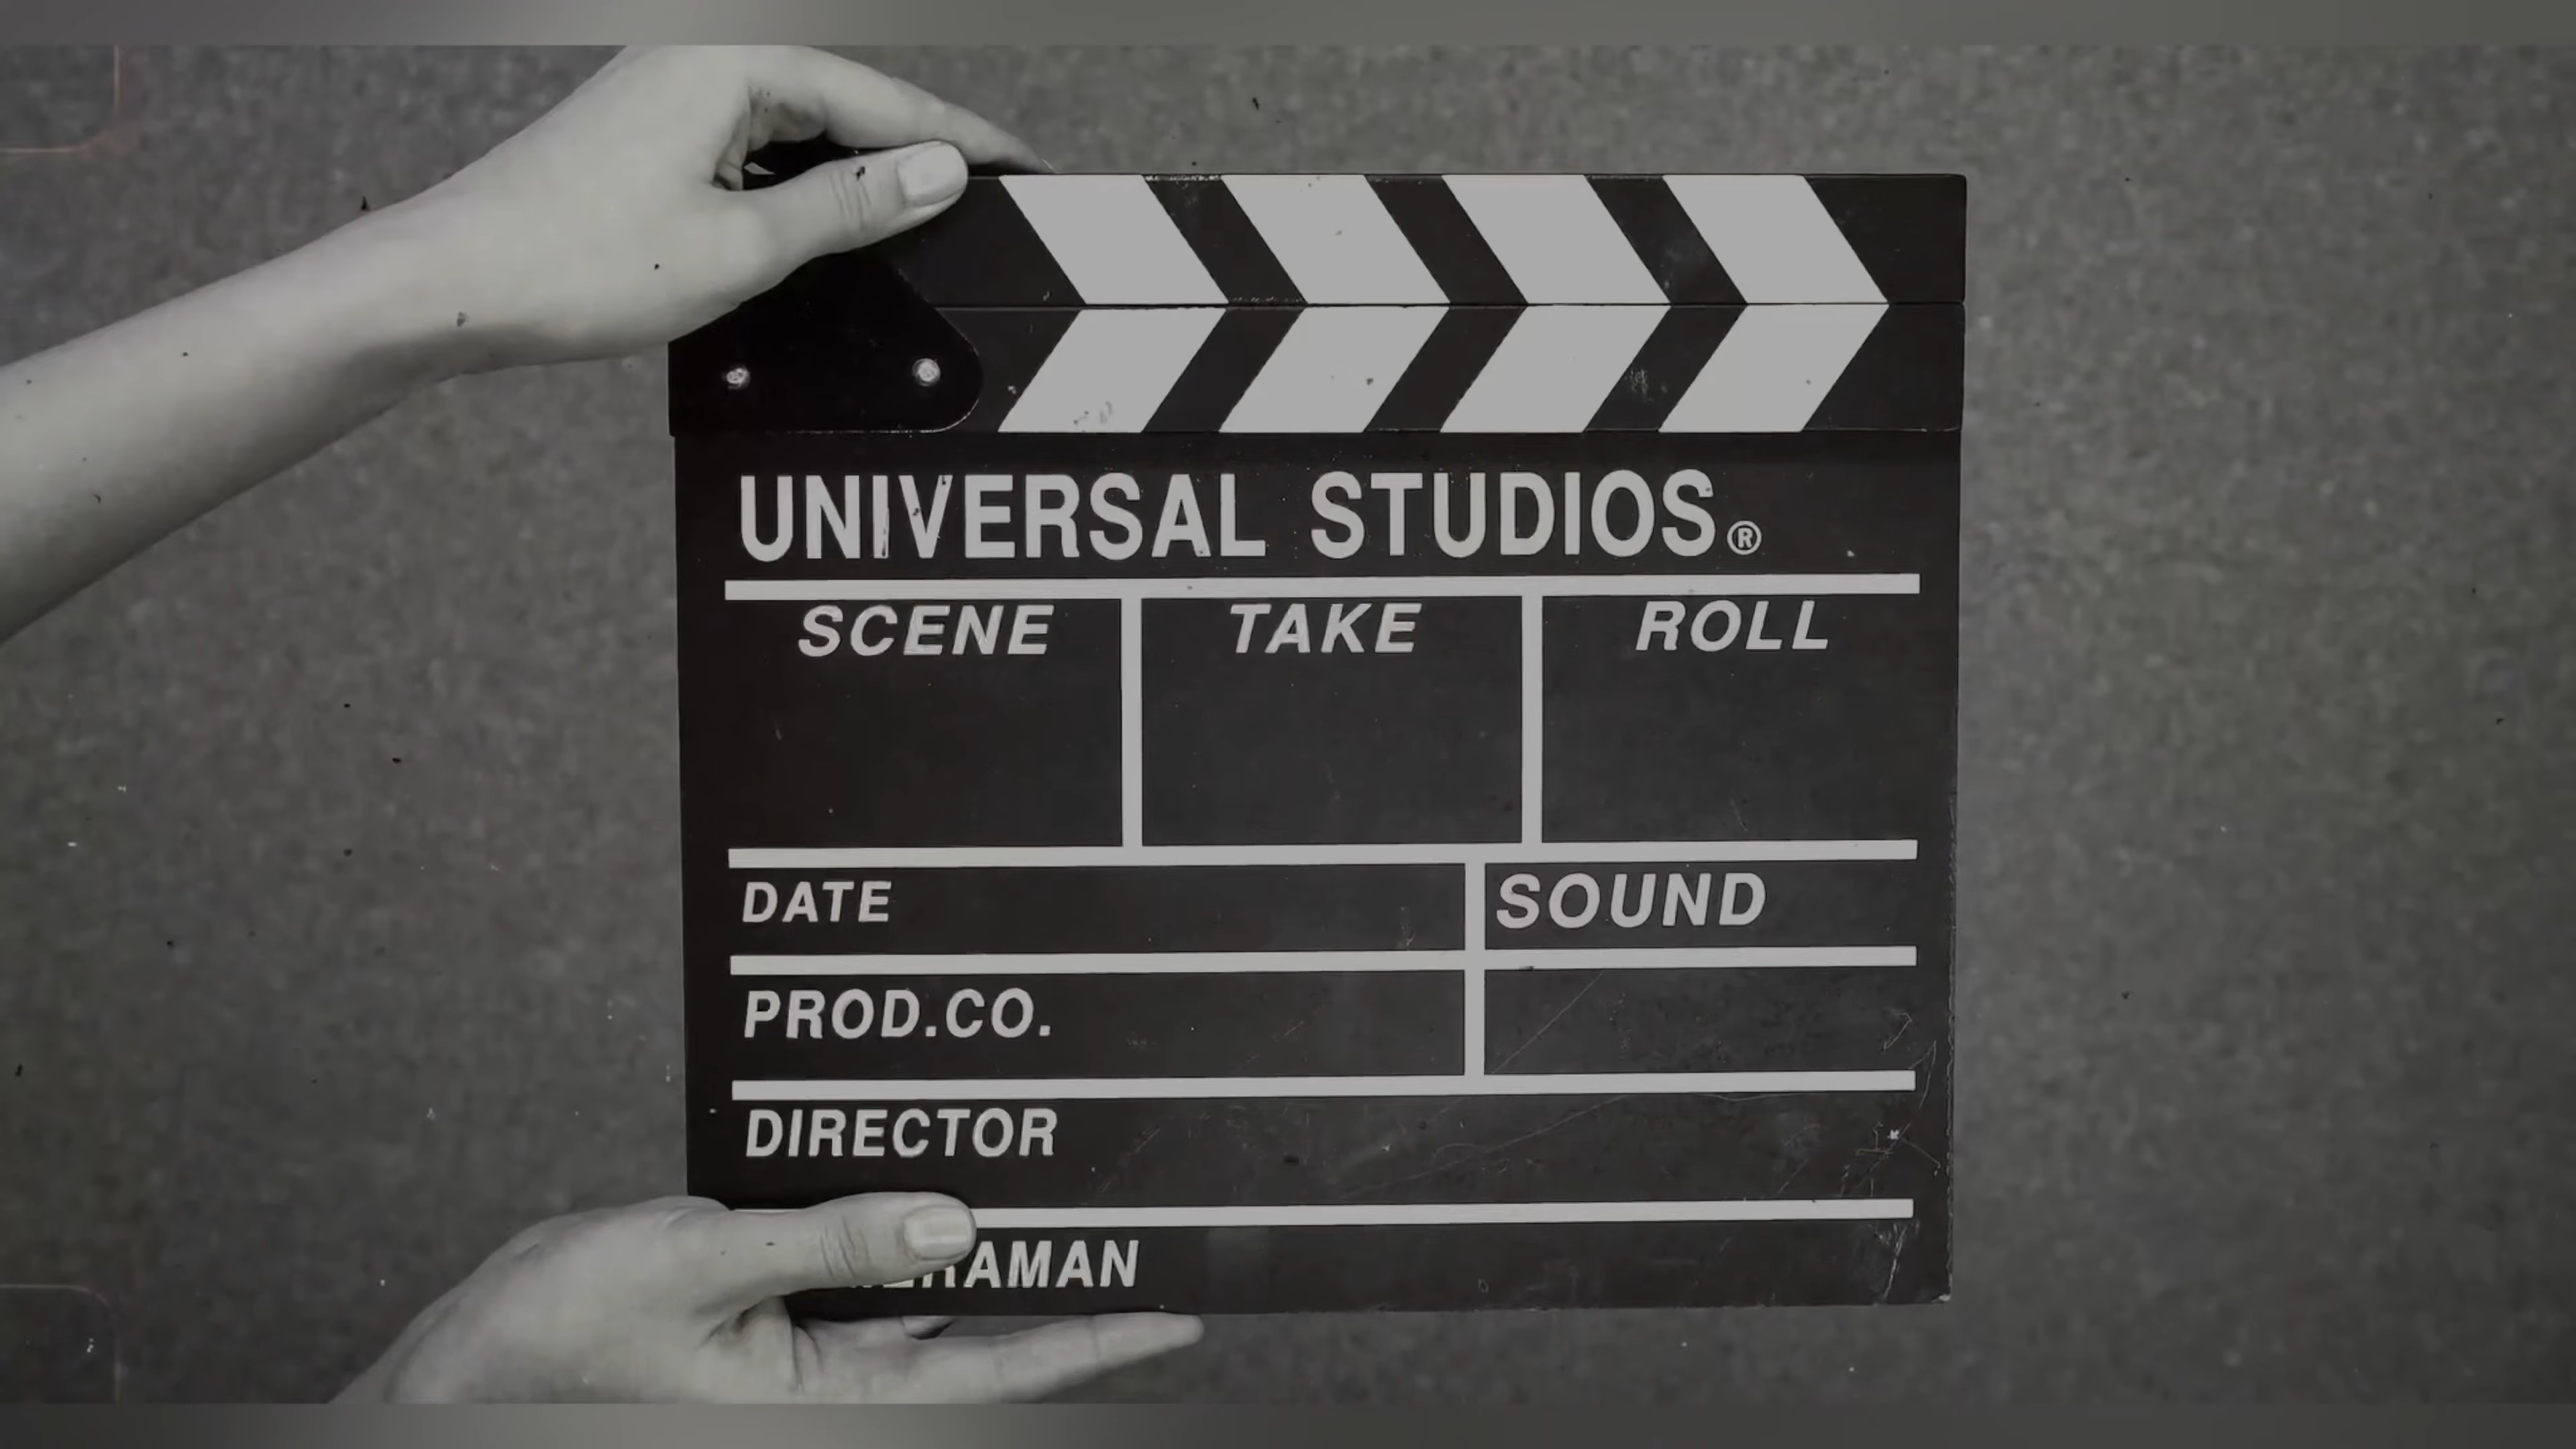 UNIVERSAL STUDIOS®
SCENE TAKE ROLL
DATE SOUND
PROD.CO.
DIRECTOR